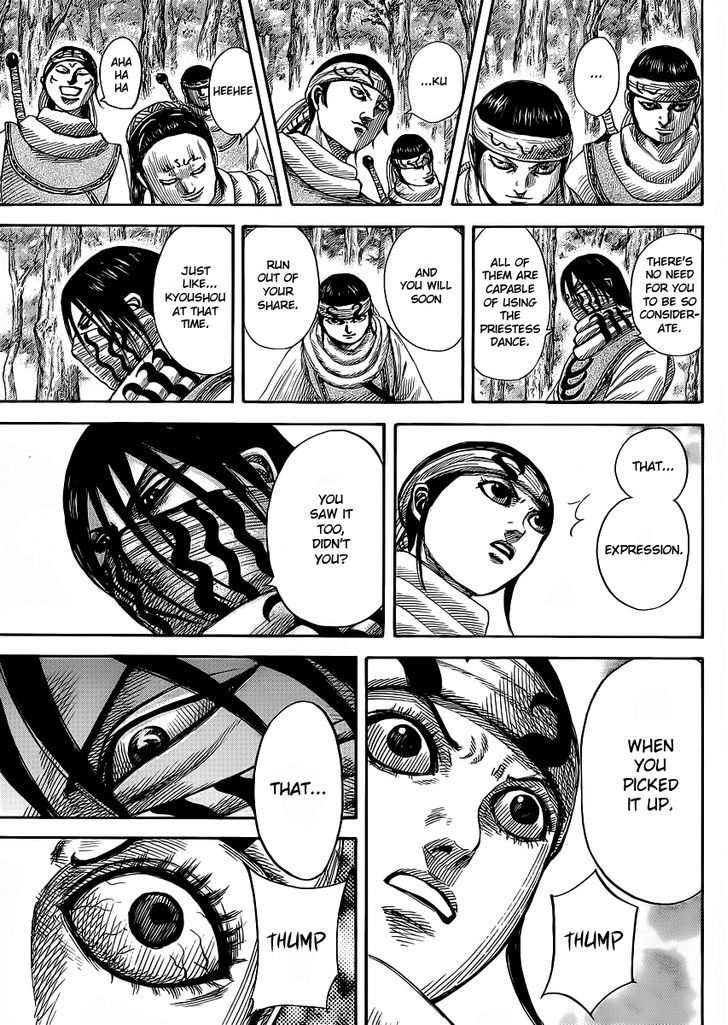 ...
...KU
HEEHEE
AHA
HA
HA
THERE'S
NO NEED
FOR YOU
TO BE SO
CONSIDER-
ATE.
ALL OF
THEM ARE
CAPABLE
OF USING
THE
PRIESTESS
DANCE.
AND
YOU WILL
SOON
RUN OUT
OF YOUR
SHARE.
JUST
LIKE...
KYOUSHOU
AT THAT
TIME.
THAT...
EXPRESSION.
YOU
SAW IT
TOO,
DIDN'T
YOU?
WHEN
YOU
PICKED
IT UP.
THUMP
THAT...
THUMP